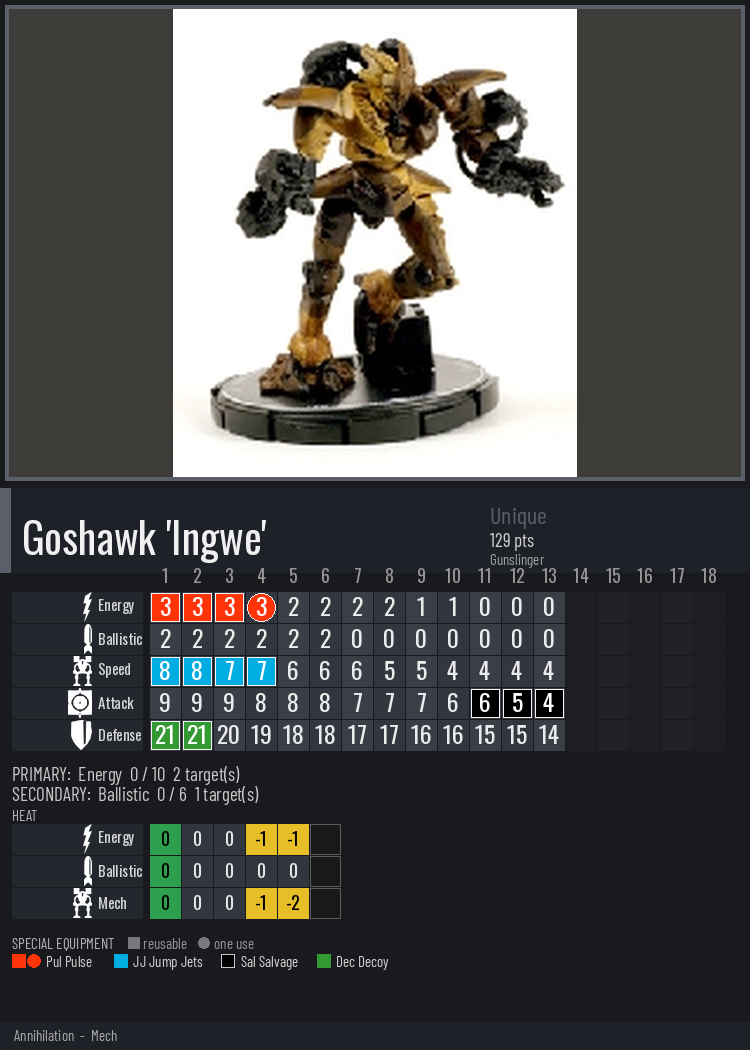 Goshawk 'Ingwe'
Unique
129 pts
Gunslinger
1 2 3 4 5 6 7 8 9 10 11 12 13 14 15 16 17 18
Energy 3 3 3 3 2 2 2 2 1 1 0 0 0
Ballistic 2 2 2 2 2 2 0 0 0 0 0 0 0
Speed 8 8 7 7 6 6 6 5 5 4 4 4 4
Attack 9 9 9 8 8 8 7 7 7 6 6 5 4
Defense 21 21 20 19 18 18 17 17 16 16 15 15 14
PRIMARY: Energy 0 / 10 2 target(s)
SECONDARY: Ballistic 0 / 6 1 target(s)
HEAT
Energy 0 0 0 -1 -1
Ballistic 0 0 0 0 0
Mech 0 0 0 -1 -2
SPECIAL EQUIPMENT reusable one use
Pul Pulse JJ Jump Jets Sal Salvage Dec Decoy
Annihilation - Mech